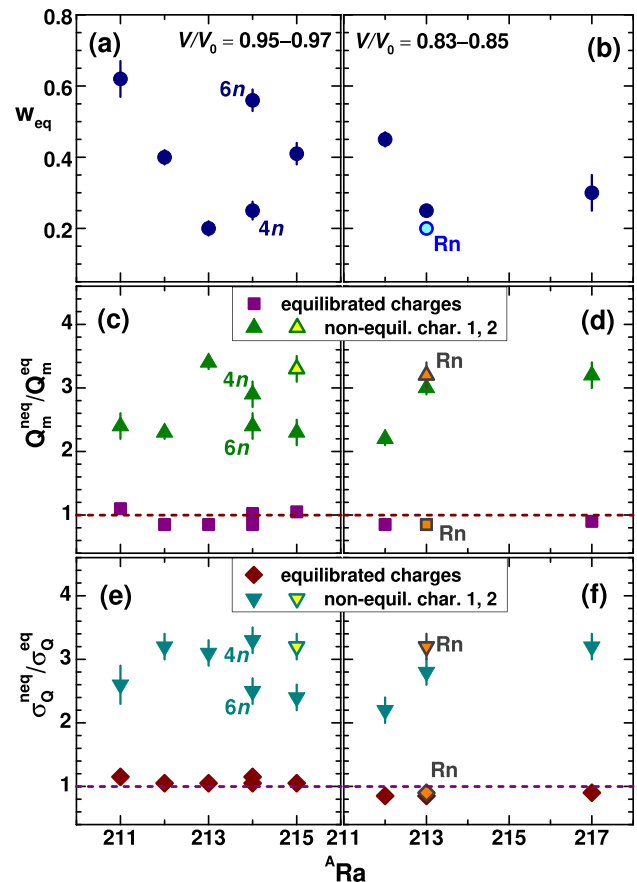 (a) V/V₀ = 0.95–0.97
V/V₀ = 0.83–0.85 (b)
0.8
0.6
0.4
0.2
w_eq
6n
4n
Rn
equilibrated charges
non-equil. char. 1, 2
(c)
(d)
4
3
2
1
Q_m^neq/Q_m^eq
4n
6n
Rn
Rn
equilibrated charges
non-equil. char. 1, 2
(e)
(f)
4
3
2
1
σ_Q^neq/σ_Q^eq
4n
6n
Rn
Rn
211 213 215 211 213 215 217
ᴬRa